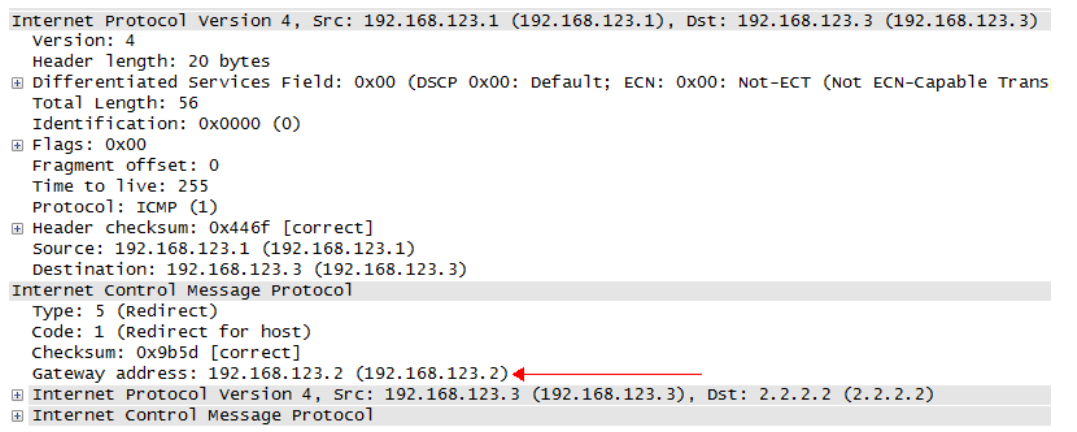 Internet Protocol Version 4, Src: 192.168.123.1 (192.168.123.1), Dst: 192.168.123.3 (192.168.123.3)
Version: 4
Header length: 20 bytes
Differentiated Services Field: 0x00 (DSCP 0x00: Default; ECN: 0x00: Not-ECT (Not ECN-Capable Trans
Total Length: 56
Identification: 0x0000 (0)
Flags: 0x00
Fragment offset: 0
Time to live: 255
Protocol: ICMP (1)
Header checksum: 0x446f [correct]
Source: 192.168.123.1 (192.168.123.1)
Destination: 192.168.123.3 (192.168.123.3)
Internet Control Message Protocol
Type: 5 (Redirect)
Code: 1 (Redirect for host)
Checksum: 0x9b5d [correct]
Gateway address: 192.168.123.2 (192.168.123.2)
Internet Protocol Version 4, Src: 192.168.123.3 (192.168.123.3), Dst: 2.2.2.2 (2.2.2.2)
Internet Control Message Protocol